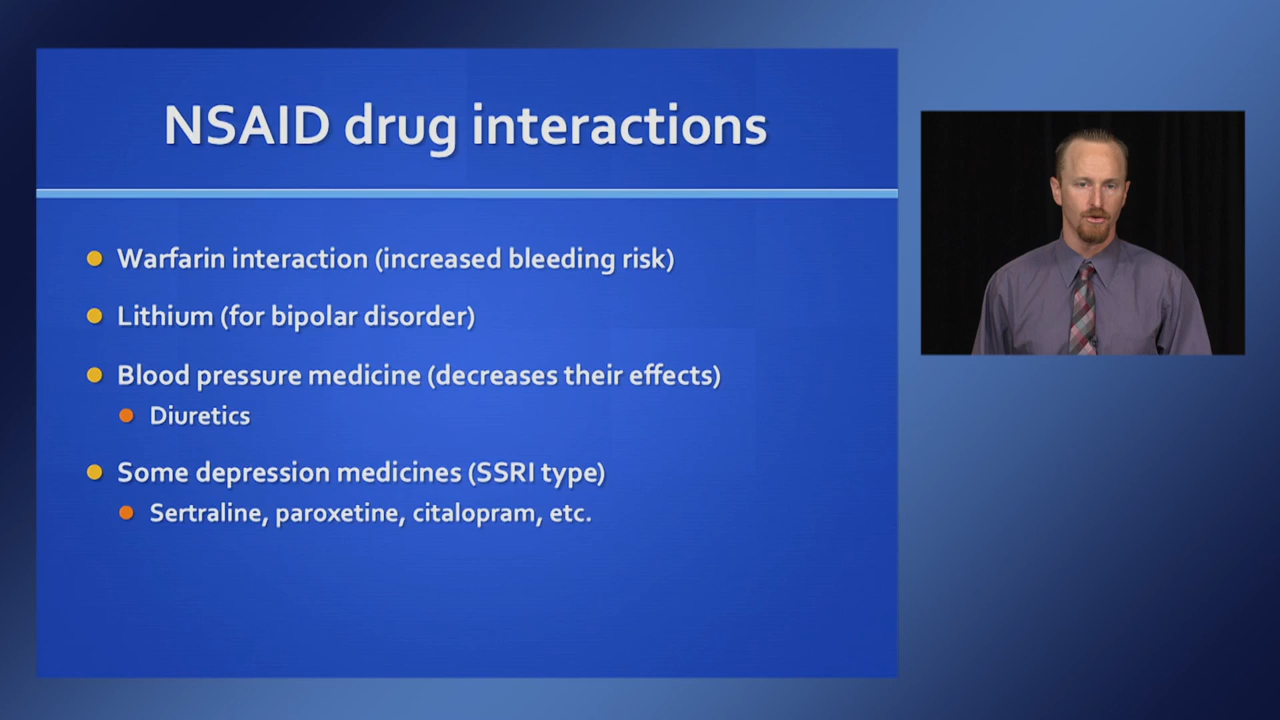 NSAID drug interactions
Warfarin interaction (increased bleeding risk)
Lithium (for bipolar disorder)
Blood pressure medicine (decreases their effects)
Diuretics
Some depression medicines (SSRI type)
Sertraline, paroxetine, citalopram, etc.